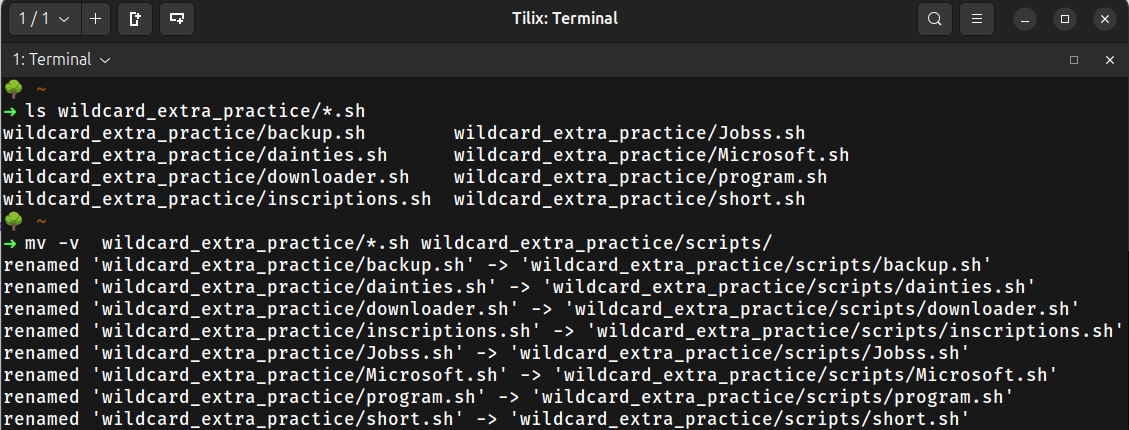 1 / 1
Tilix: Terminal
1: Terminal
~
➜ ls wildcard_extra_practice/*.sh
wildcard_extra_practice/backup.sh wildcard_extra_practice/Jobss.sh
wildcard_extra_practice/dainties.sh wildcard_extra_practice/Microsoft.sh
wildcard_extra_practice/downloader.sh wildcard_extra_practice/program.sh
wildcard_extra_practice/inscriptions.sh wildcard_extra_practice/short.sh
~
➜ mv -v  wildcard_extra_practice/*.sh wildcard_extra_practice/scripts/
renamed 'wildcard_extra_practice/backup.sh' -> 'wildcard_extra_practice/scripts/backup.sh'
renamed 'wildcard_extra_practice/dainties.sh' -> 'wildcard_extra_practice/scripts/dainties.sh'
renamed 'wildcard_extra_practice/downloader.sh' -> 'wildcard_extra_practice/scripts/downloader.sh'
renamed 'wildcard_extra_practice/inscriptions.sh' -> 'wildcard_extra_practice/scripts/inscriptions.sh'
renamed 'wildcard_extra_practice/Jobss.sh' -> 'wildcard_extra_practice/scripts/Jobss.sh'
renamed 'wildcard_extra_practice/Microsoft.sh' -> 'wildcard_extra_practice/scripts/Microsoft.sh'
renamed 'wildcard_extra_practice/program.sh' -> 'wildcard_extra_practice/scripts/program.sh'
renamed 'wildcard_extra_practice/short.sh' -> 'wildcard_extra_practice/scripts/short.sh'